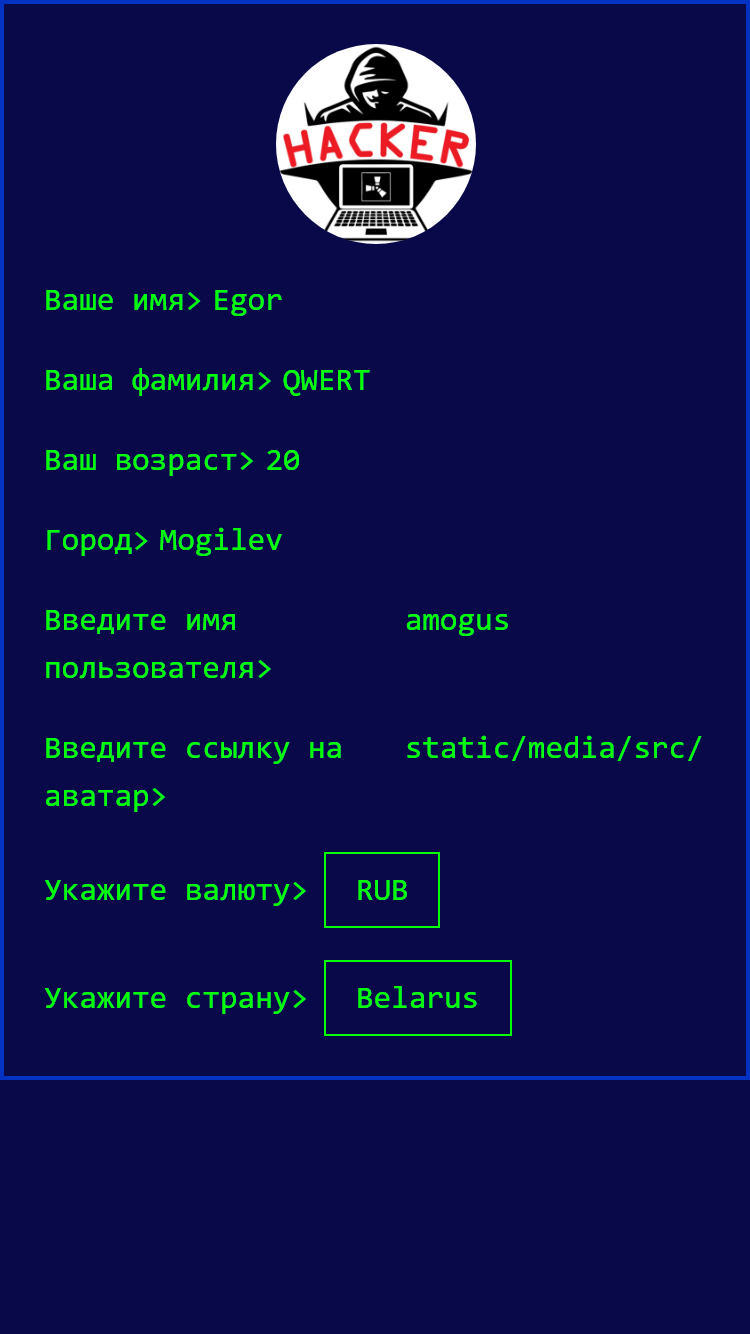 HACKER
Ваше имя> Egor
Ваша фамилия> QWERT
Ваш возраст> 20
Город> Mogilev
Введите имя amogus
пользователя>
Введите ссылку на static/media/src/
аватар>
Укажите валюту> RUB
Укажите страну> Belarus